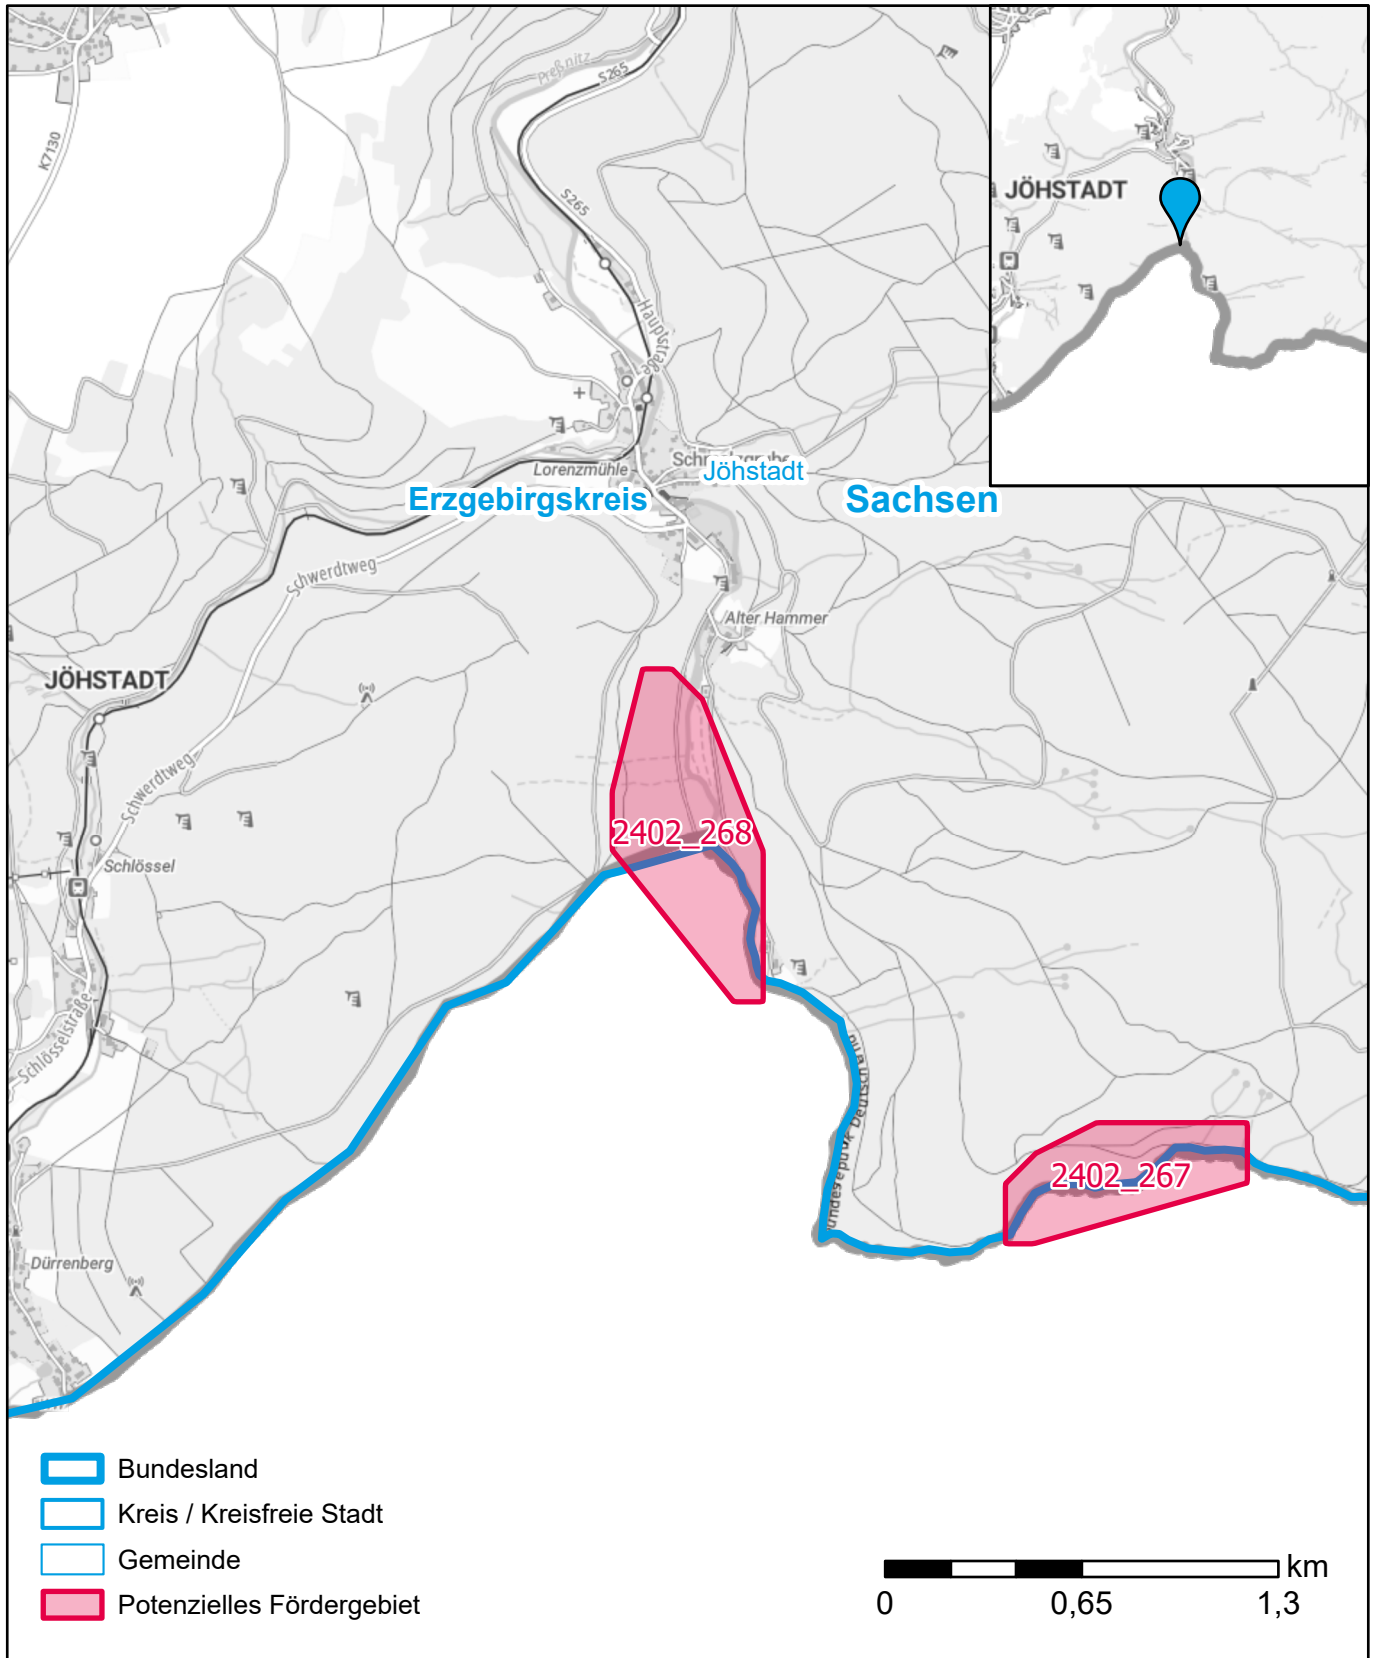 Preßnitz
S265
K7130
S265
Hauptstraße
JÖHSTADT
Lorenzmühle
Jöhstadt
Erzgebirgskreis
Sachsen
Schwerdtweg
Alter Hammer
JÖHSTADT
Schwerdtweg
2402_268
Schlössel
Schlösselstraße
2402_267
Dürrenberg
Bundesland
Kreis / Kreisfreie Stadt
Gemeinde
Potenzielles Fördergebiet
km
0 0,65 1,3